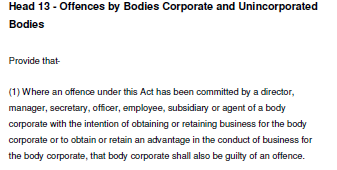 Head 13 - Offences by Bodies Corporate and Unincorporated
Bodies
Provide that-
(1) Where an offence under this Act has been committed by a director,
manager, secretary, officer, employee, subsidiary or agent of a body
corporate with the intention of obtaining or retaining business for the body
corporate or to obtain or retain an advantage in the conduct of business for
the body corporate, that body corporate shall also be guilty of an offence.